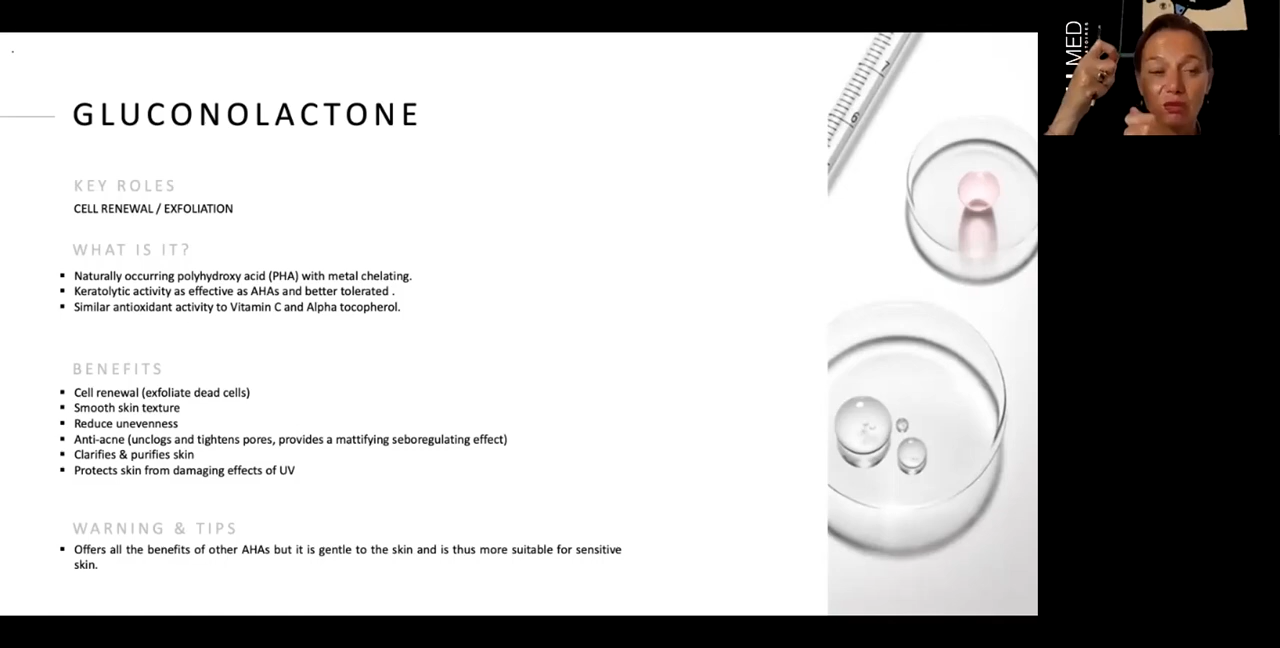 GLUCONOLACTONE
KEY ROLES
CELL RENEWAL / EXFOLIATION
WHAT IS IT?
▪ Naturally occurring polyhydroxy acid (PHA) with metal chelating.
▪ Keratolytic activity as effective as AHAs and better tolerated .
▪ Similar antioxidant activity to Vitamin C and Alpha tocopherol.
BENEFITS
▪ Cell renewal (exfoliate dead cells)
▪ Smooth skin texture
▪ Reduce unevenness
▪ Anti-acne (unclogs and tightens pores, provides a mattifying seboregulating effect)
▪ Clarifies & purifies skin
▪ Protects skin from damaging effects of UV
WARNING & TIPS
▪ Offers all the benefits of other AHAs but it is gentle to the skin and is thus more suitable for sensitive
skin.
7
6
MED